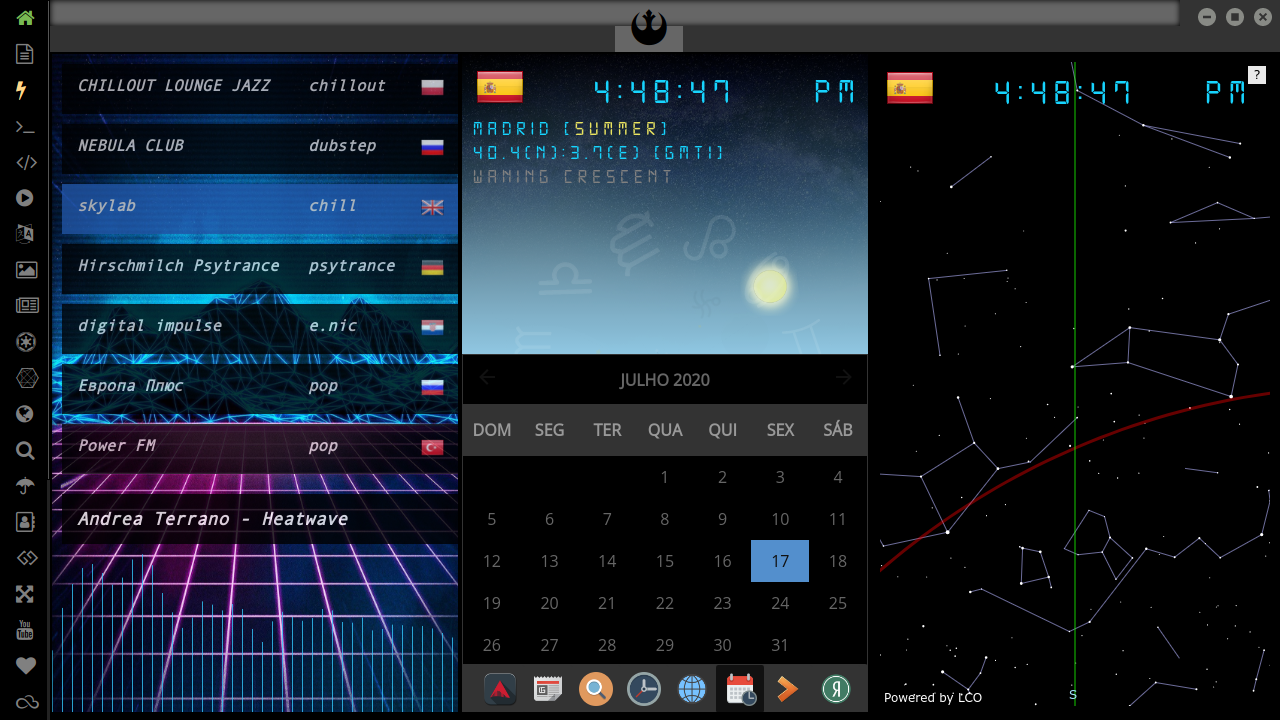 CHILLOUT LOUNGE JAZZ chillout
NEBULA CLUB dubstep
skylab chill
Hirschmilch Psytrance psytrance
digital impulse e.nic
Европа Плюс pop
Power FM pop
Andrea Terrano - Heatwave
4:48:47 PM
MADRID (SUMMER)
40.4(N):3.7(E) (GMT1)
WANING CRESCENT
JULHO 2020
DOM SEG TER QUA QUI SEX SÁB
1 2 3 4
5 6 7 8 9 10 11
12 13 14 15 16 17 18
19 20 21 22 23 24 25
26 27 28 29 30 31
4:48:47 PM
?
S
Powered by LCO
You
Tube
Я